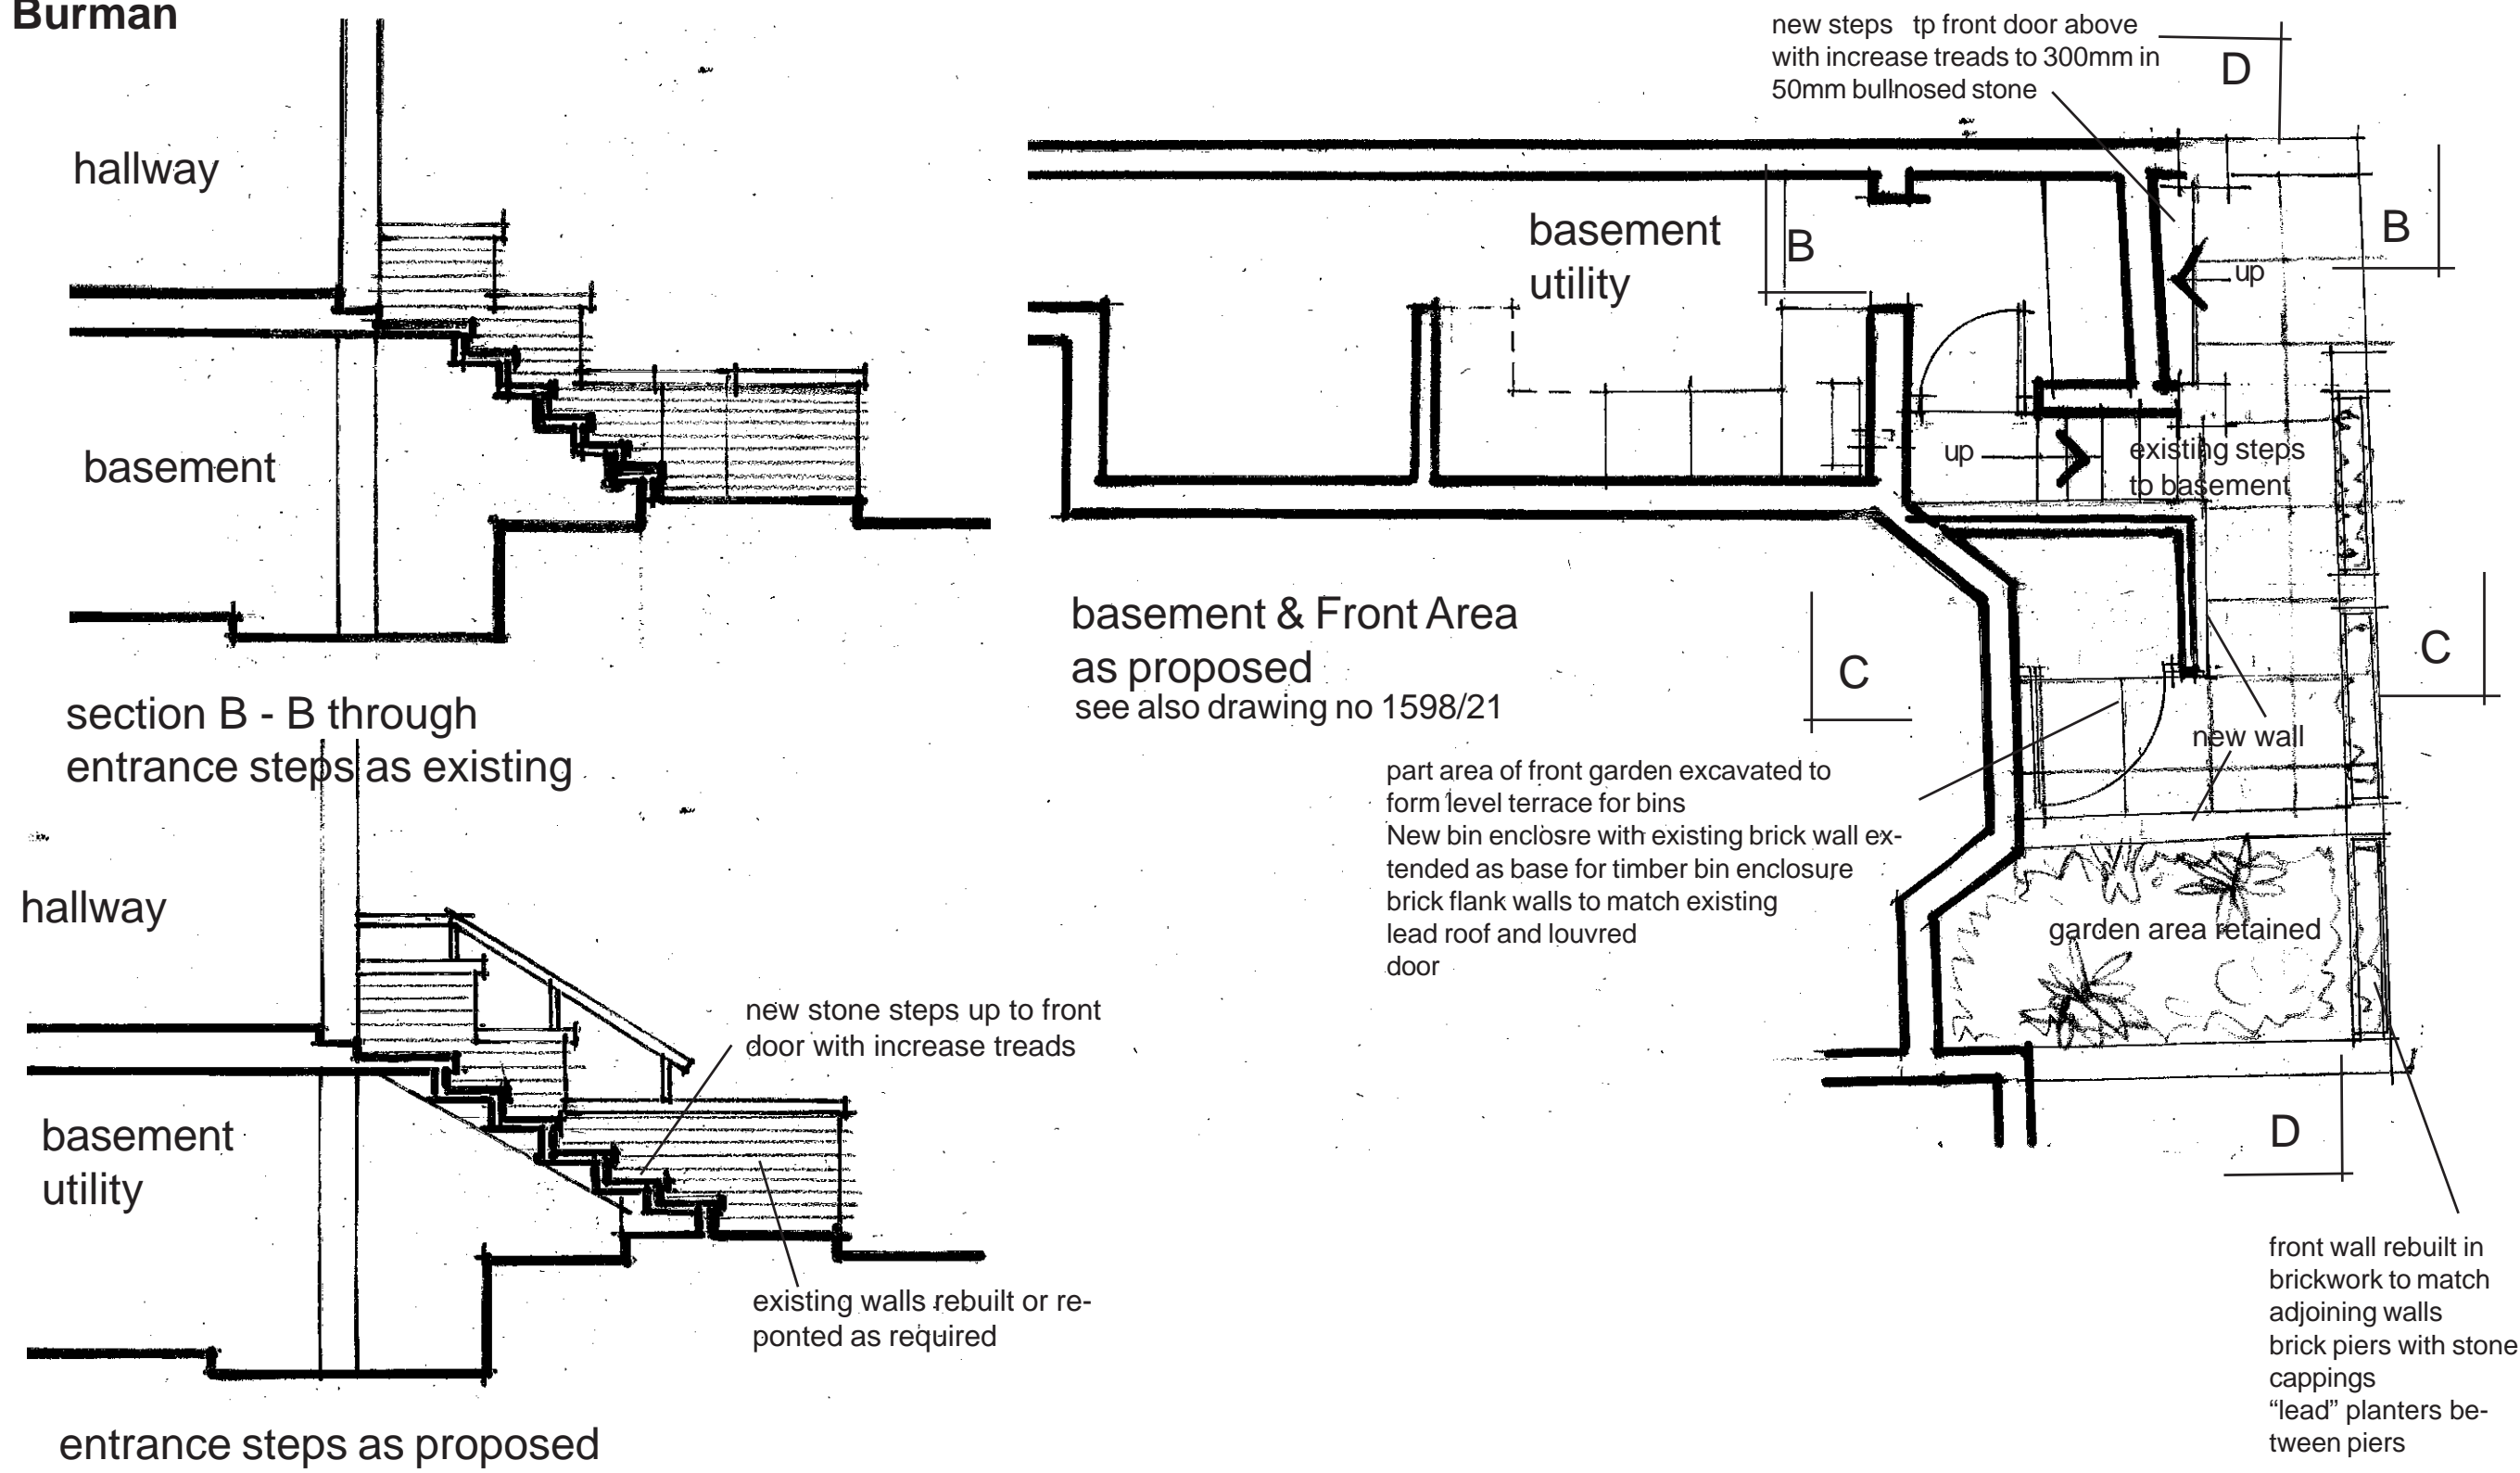 Burman
hallway
basement
section B - B through
entrance steps as existing
hallway
basement
utility
new stone steps up to front
door with increase treads
existing walls rebuilt or re-
ponted as required
entrance steps as proposed
new steps tp front door above
with increase treads to 300mm in
50mm bullnosed stone
D
B
B
basement
utility
up
up
existing steps
tp basement
basement & Front Area
as proposed
see also drawing no 1598/21
C
C
new wall
part area of front garden excavated to
form level terrace for bins
New bin enclosre with existing brick wall ex-
tended as base for timber bin enclosure
brick flank walls to match existing
lead roof and louvred
door
garden area retained
D
front wall rebuilt in
brickwork to match
adjoining walls
brick piers with stone
cappings
“lead” planters be-
tween piers